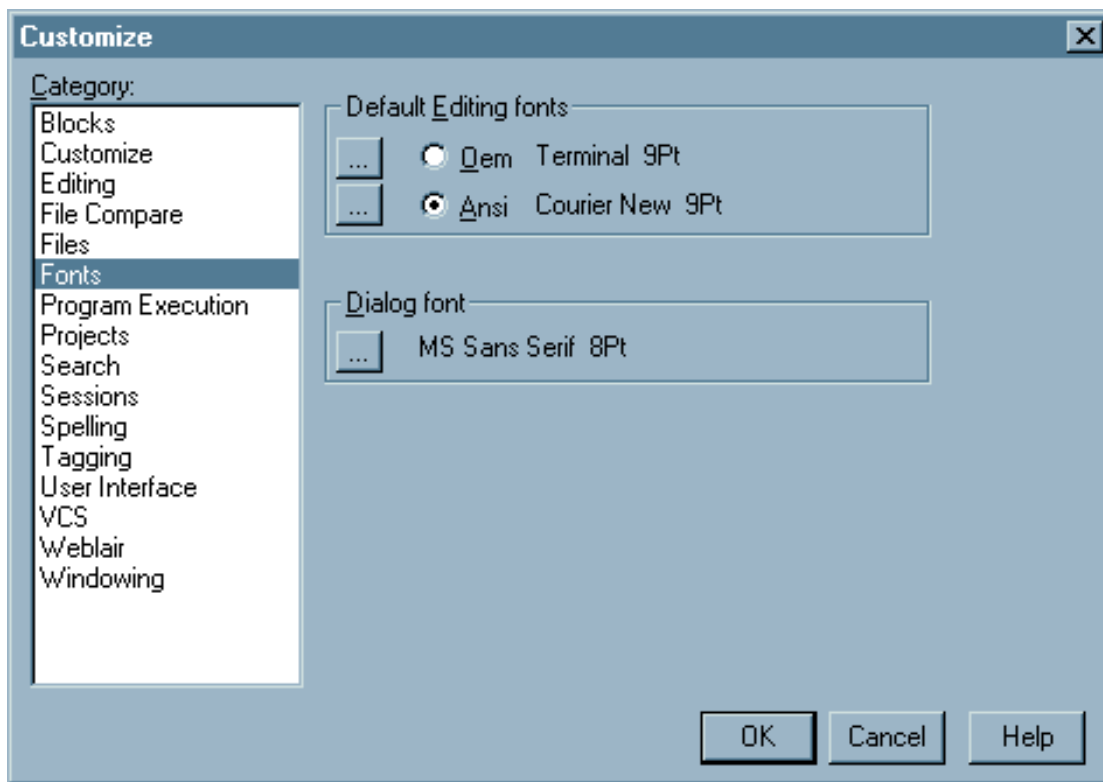 Customize
Category:
Blocks
Customize
Editing
File Compare
Files
Fonts
Program Execution
Projects
Search
Sessions
Spelling
Tagging
User Interface
VCS
Weblair
Windowing
Default Editing fonts
... Oem Terminal 9Pt
... Ansi Courier New 9Pt
Dialog font
... MS Sans Serif 8Pt
OK Cancel Help